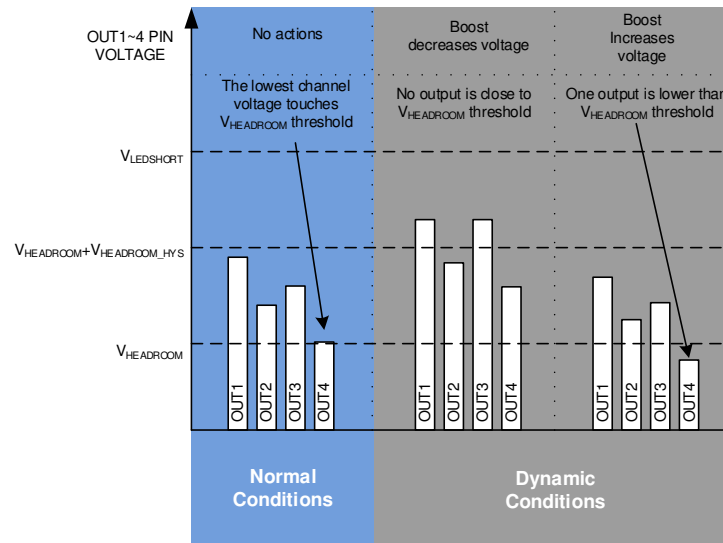 OUT1~4 PIN
VOLTAGE
No actions
Boost
decreases voltage
Boost
Increases
voltage
The lowest channel
voltage touches
VHEADROOM threshold
No output is close to
VHEADROOM threshold
One output is lower than
VHEADROOM threshold
VLEDSHORT
VHEADROOM+VHEADROOM_HYS
VHEADROOM
OUT1
OUT2
OUT3
OUT4
OUT1
OUT2
OUT3
OUT4
OUT1
OUT2
OUT3
OUT4
Normal
Conditions
Dynamic
Conditions